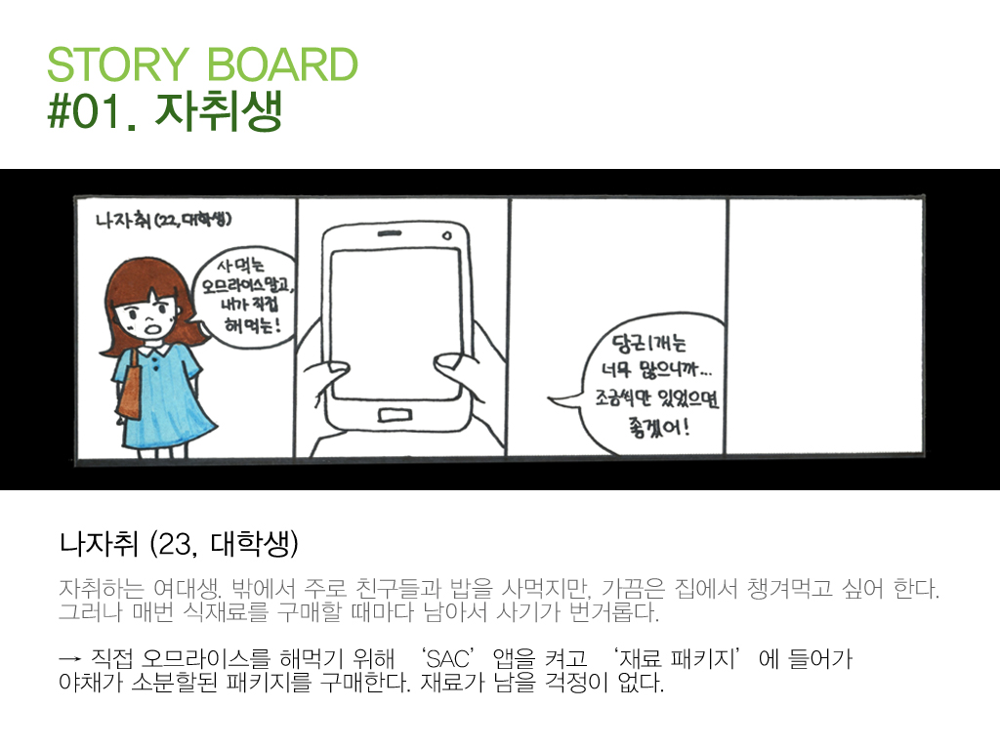 STORY BOARD
#01. 자취생
나자취 (22, 대학생)
사 먹는
오므라이스말고,
내가 직접
해 먹는!
당근 1개는
너무 많으니까...
조금씩만 있었으면
좋겠어!
나자취 (23, 대학생)
자취하는 여대생. 밖에서 주로 친구들과 밥을 사먹지만, 가끔은 집에서 챙겨먹고 싶어 한다.
그러나 매번 식재료를 구매할 때마다 남아서 사기가 번거롭다.
→ 직접 오므라이스를 해먹기 위해 ‘SAC’ 앱을 켜고 ‘재료 패키지’에 들어가
야채가 소분할된 패키지를 구매한다. 재료가 남을 걱정이 없다.